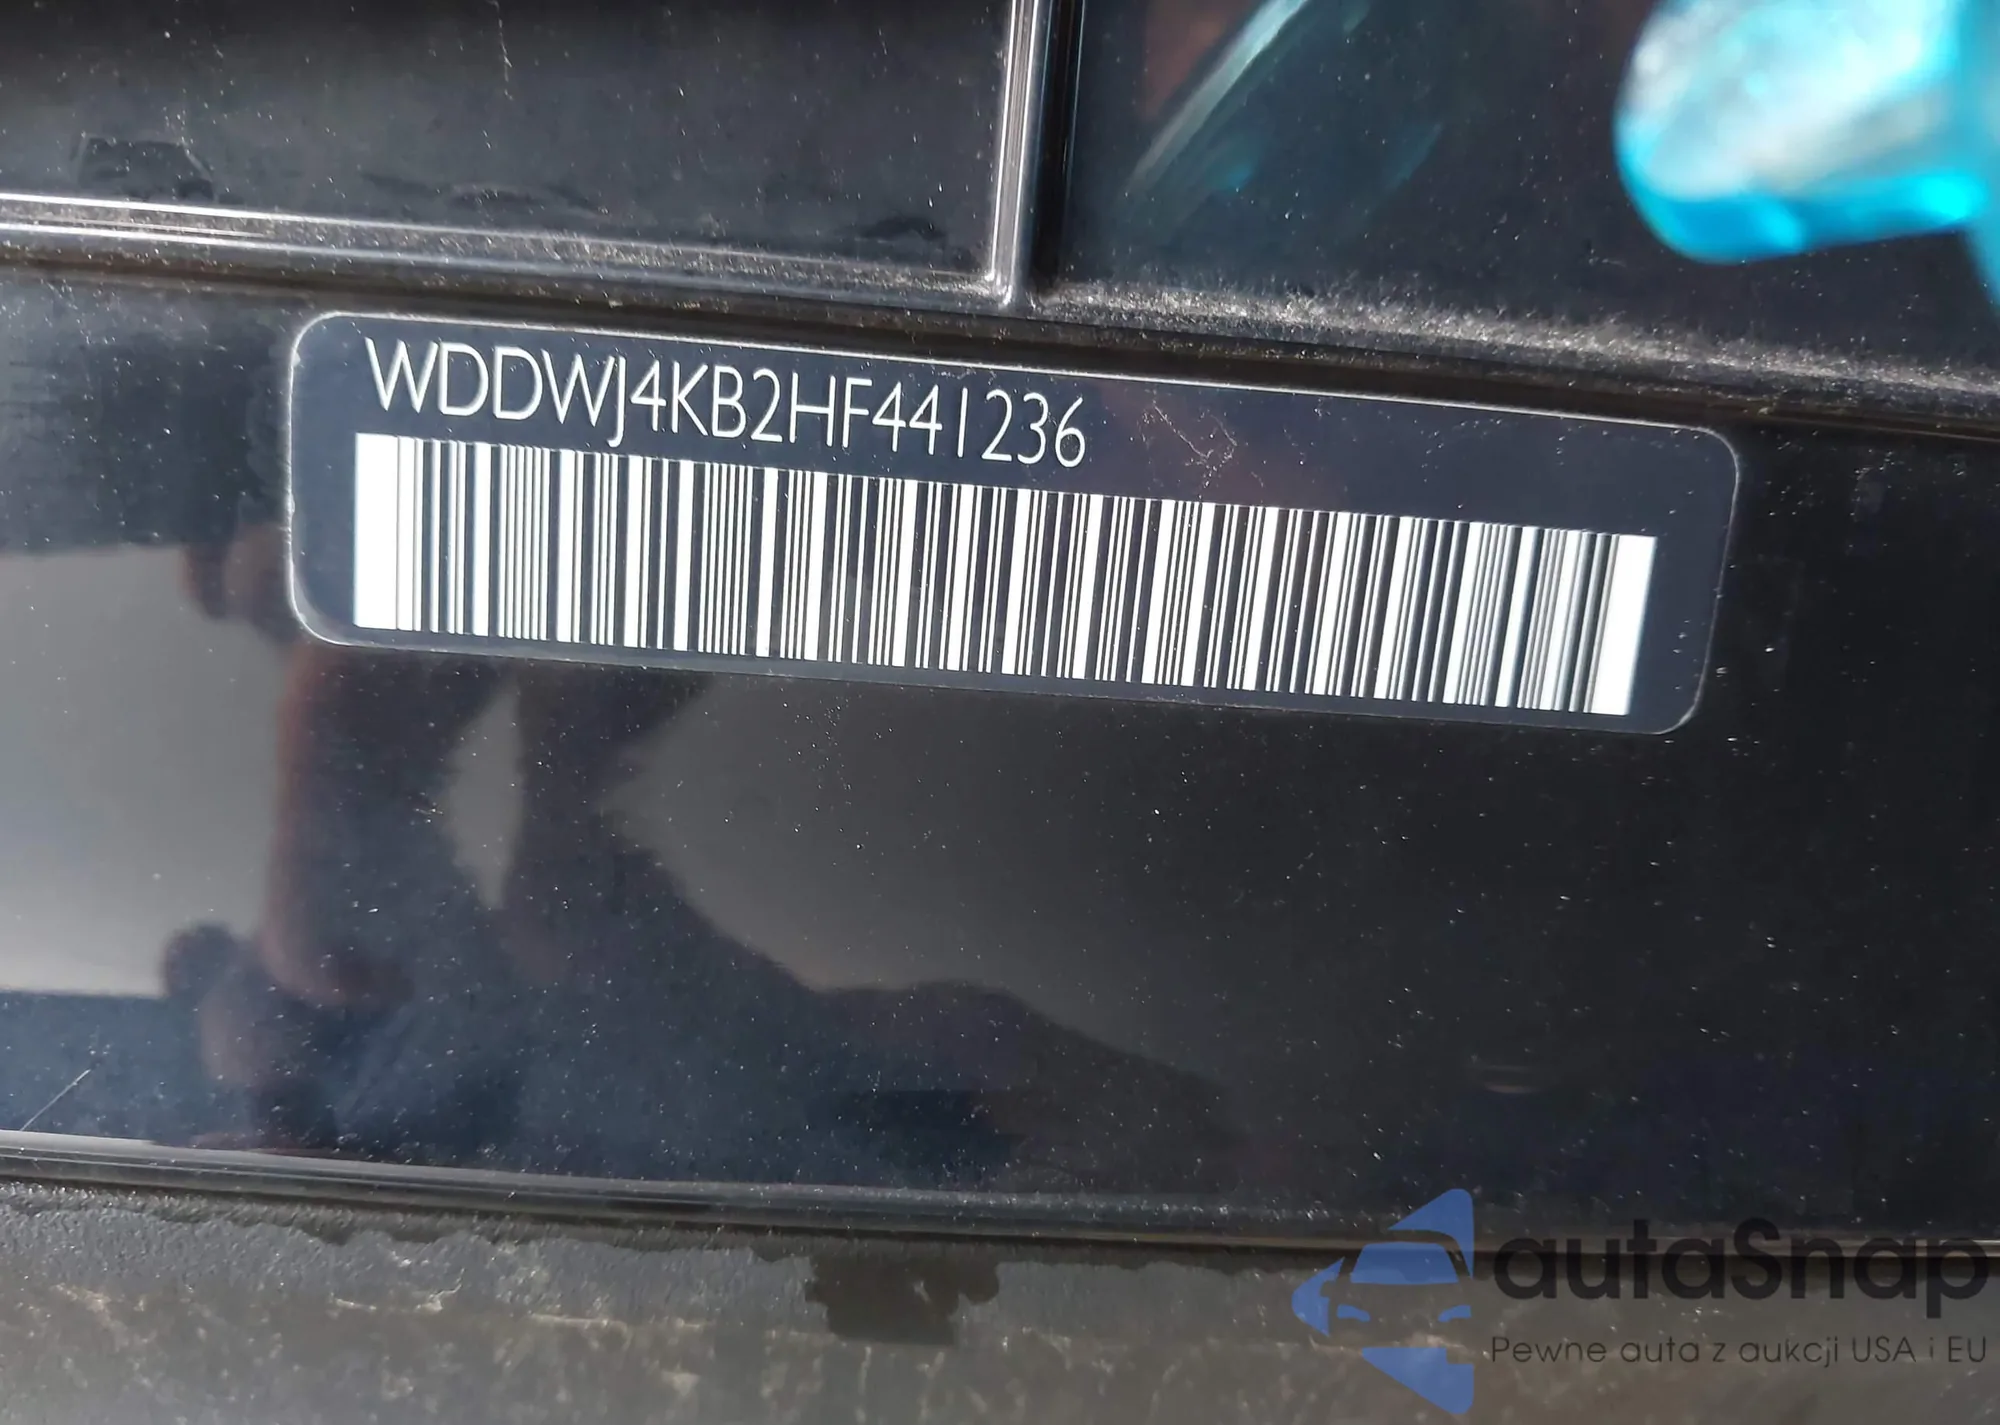 WDDWJ4KB2HF441236
autaSnap
Pewne auta z aukcji USA i EU